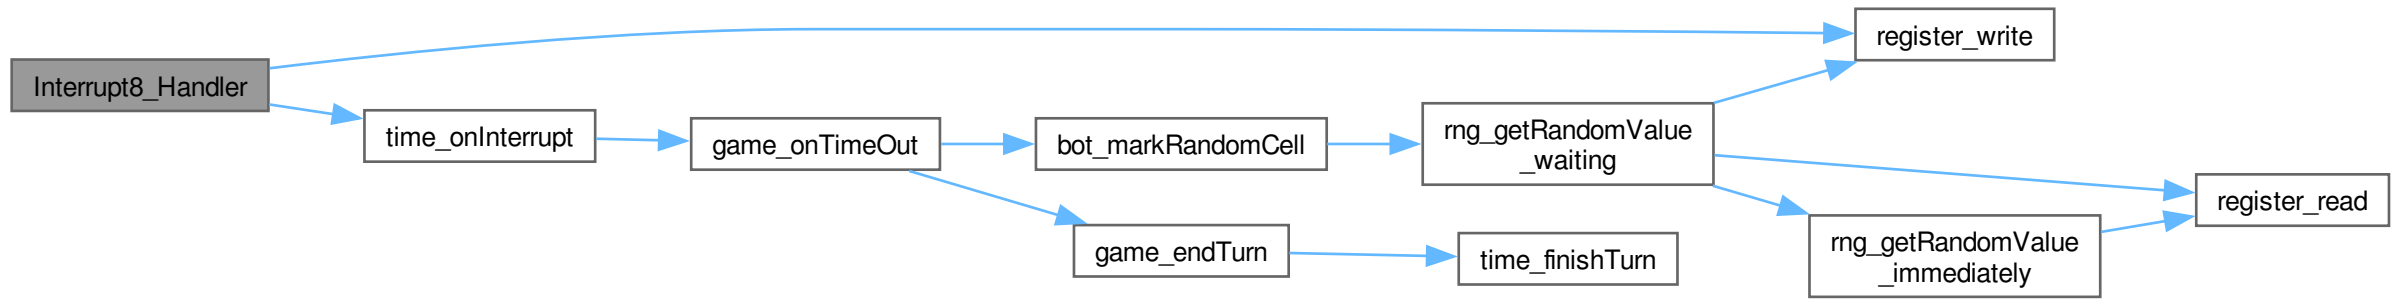 Interrupt8_Handler
time_onInterrupt
game_onTimeOut
bot_markRandomCell
rng_getRandomValue
_waiting
register_write
register_read
rng_getRandomValue
_immediately
game_endTurn
time_finishTurn